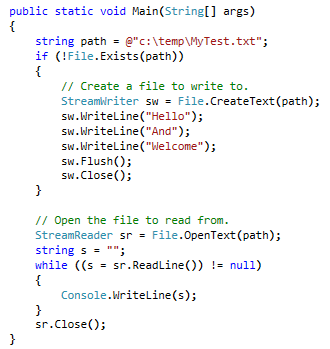 public static void Main(String[] args)
{
    string path = @"c:\temp\MyTest.txt";
    if (!File.Exists(path))
    {
        // Create a file to write to.
        StreamWriter sw = File.CreateText(path);
        sw.WriteLine("Hello");
        sw.WriteLine("And");
        sw.WriteLine("Welcome");
        sw.Flush();
        sw.Close();
    }

    // Open the file to read from.
    StreamReader sr = File.OpenText(path);
    string s = "";
    while ((s = sr.ReadLine()) != null)
    {
        Console.WriteLine(s);
    }
    sr.Close();
}